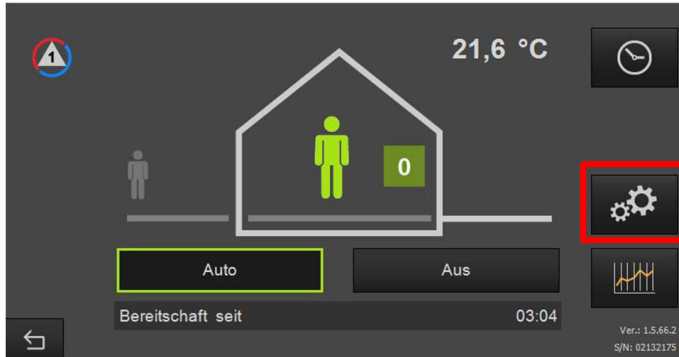 1
21,6 °C
0
Auto
Aus
Bereitschaft seit 03:04
Ver.: 1.5.66.2
S/N: 02132175